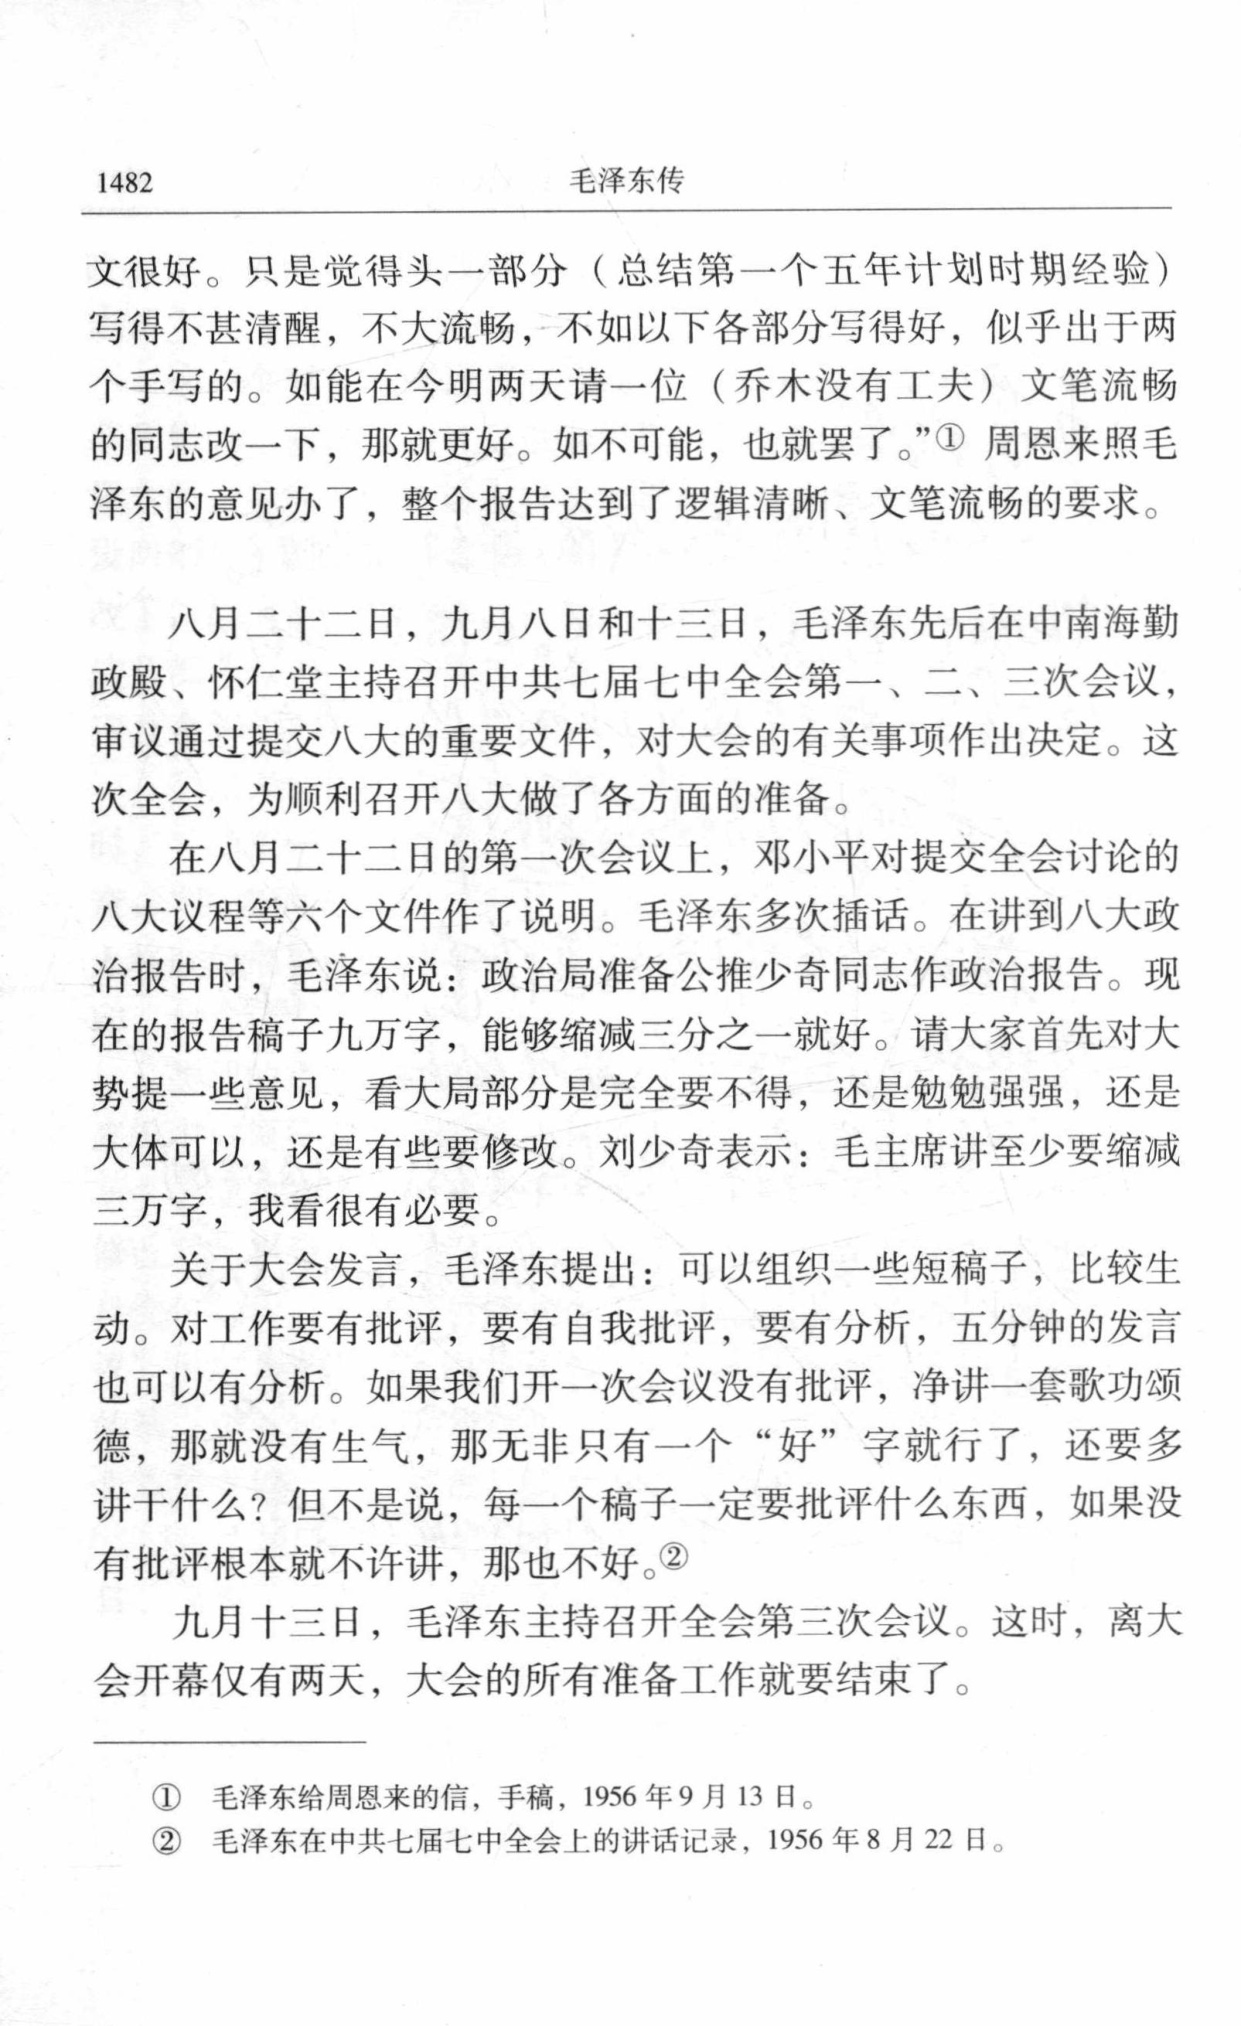 1482
毛泽东传
文很好。只是觉得头一部分（总结第一个五年计划时期经验）
写得不甚清醒，不大流畅，不如以下各部分写得好，似乎出于两
个手写的。如能在今明两天请一位（乔木没有工夫）文笔流畅
的同志改一下，那就更好。如不可能，也就罢了。”① 周恩来照毛
泽东的意见办了，整个报告达到了逻辑清晰、文笔流畅的要求。
八月二十二日，九月八日和十三日，毛泽东先后在中南海勤
政殿、怀仁堂主持召开中共七届七中全会第一、二、三次会议，
审议通过提交八大的重要文件，对大会的有关事项作出决定。这
次全会，为顺利召开八大做了各方面的准备。
在八月二十二日的第一次会议上，邓小平对提交全会讨论的
八大议程等六个文件作了说明。毛泽东多次插话。在讲到八大政
治报告时，毛泽东说：政治局准备公推少奇同志作政治报告。现
在的报告稿子九万字，能够缩减三分之一就好。请大家首先对大
势提一些意见，看大局部分是完全要不得，还是勉勉强强，还是
大体可以，还是有些要修改。刘少奇表示：毛主席讲至少要缩减
三万字，我看很有必要。
关于大会发言，毛泽东提出：可以组织一些短稿子，比较生
动。对工作要有批评，要有自我批评，要有分析，五分钟的发言
也可以有分析。如果我们开一次会议没有批评，净讲一套歌功颂
德，那就没有生气，那无非只有一个“好”字就行了，还要多
讲干什么？但不是说，每一个稿子一定要批评什么东西，如果没
有批评根本就不许讲，那也不好。②
九月十三日，毛泽东主持召开全会第三次会议。这时，离大
会开幕仅有两天，大会的所有准备工作就要结束了。
① 毛泽东给周恩来的信，手稿，1956 年 9 月 13 日。
② 毛泽东在中共七届七中全会上的讲话记录，1956 年 8 月 22 日。